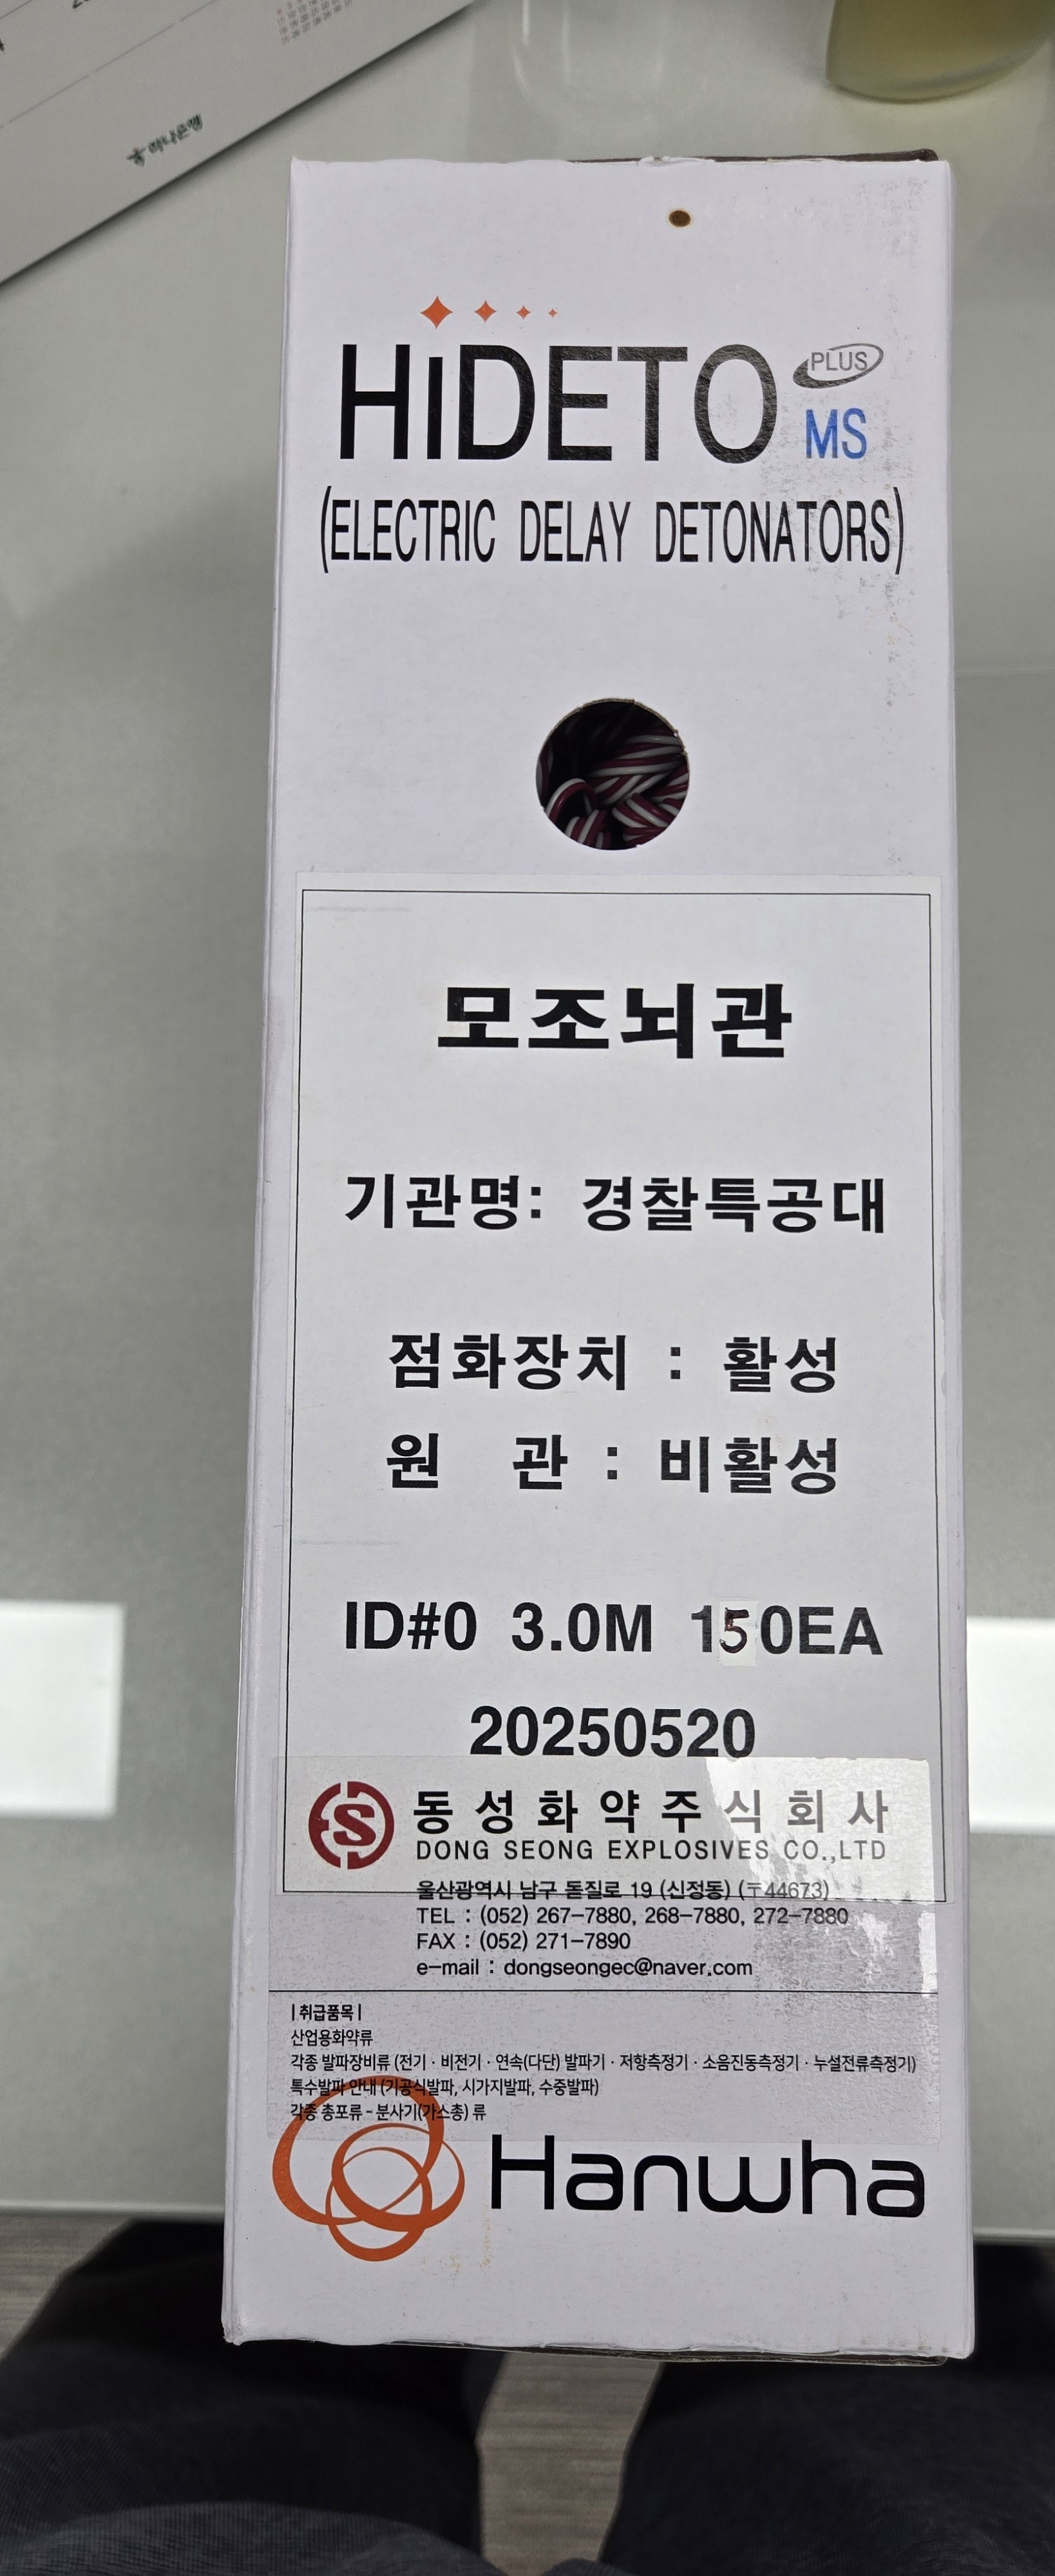 하나은행
HiDETO PLUS
MS
(ELECTRIC DELAY DETONATORS)
모조뇌관
기관명: 경찰특공대
점화장치 : 활성
원 관 : 비활성
ID#0 3.0M 150EA
20250520
동성화약주식회사
DONG SEONG EXPLOSIVES CO.,LTD
울산광역시 남구 돋질로 19 (신정동) (〒44673)
TEL : (052) 267-7880, 268-7880, 272-7880
FAX : (052) 271-7890
e-mail : dongseongec@naver.com
| 취급품목 |
산업용화약류
각종 발파장비류 (전기 · 비전기 · 연속(다단) 발파기 · 저항측정기 · 소음진동측정기 · 누설전류측정기)
특수발파 안내 (기공식발파, 시가지발파, 수중발파)
각종 총포류 - 분사기(가스총) 류
Hanwha